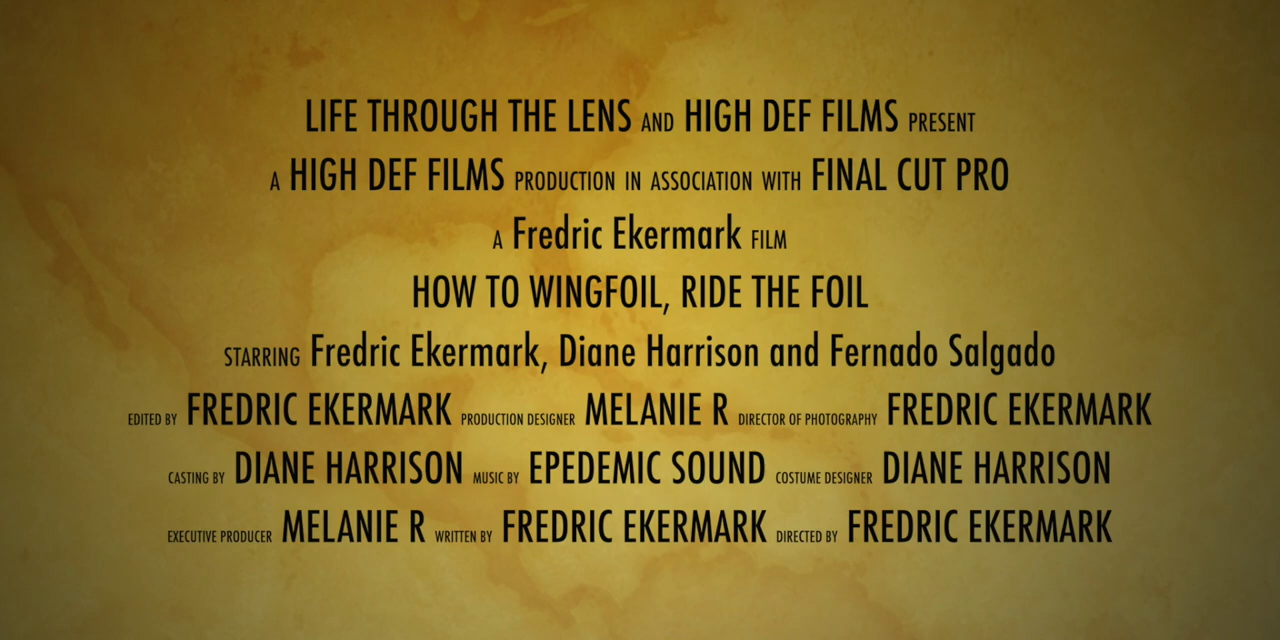 LIFE THROUGH THE LENS AND HIGH DEF FILMS PRESENT
A HIGH DEF FILMS PRODUCTION IN ASSOCIATION WITH FINAL CUT PRO
A Fredric Ekermark FILM
HOW TO WINGFOIL, RIDE THE FOIL
STARRING Fredric Ekermark, Diane Harrison and Fernado Salgado
EDITED BY FREDRIC EKERMARK PRODUCTION DESIGNER MELANIE R DIRECTOR OF PHOTOGRAPHY FREDRIC EKERMARK
CASTING BY DIANE HARRISON MUSIC BY EPEDEMIC SOUND COSTUME DESIGNER DIANE HARRISON
EXECUTIVE PRODUCER MELANIE R WRITTEN BY FREDRIC EKERMARK DIRECTED BY FREDRIC EKERMARK